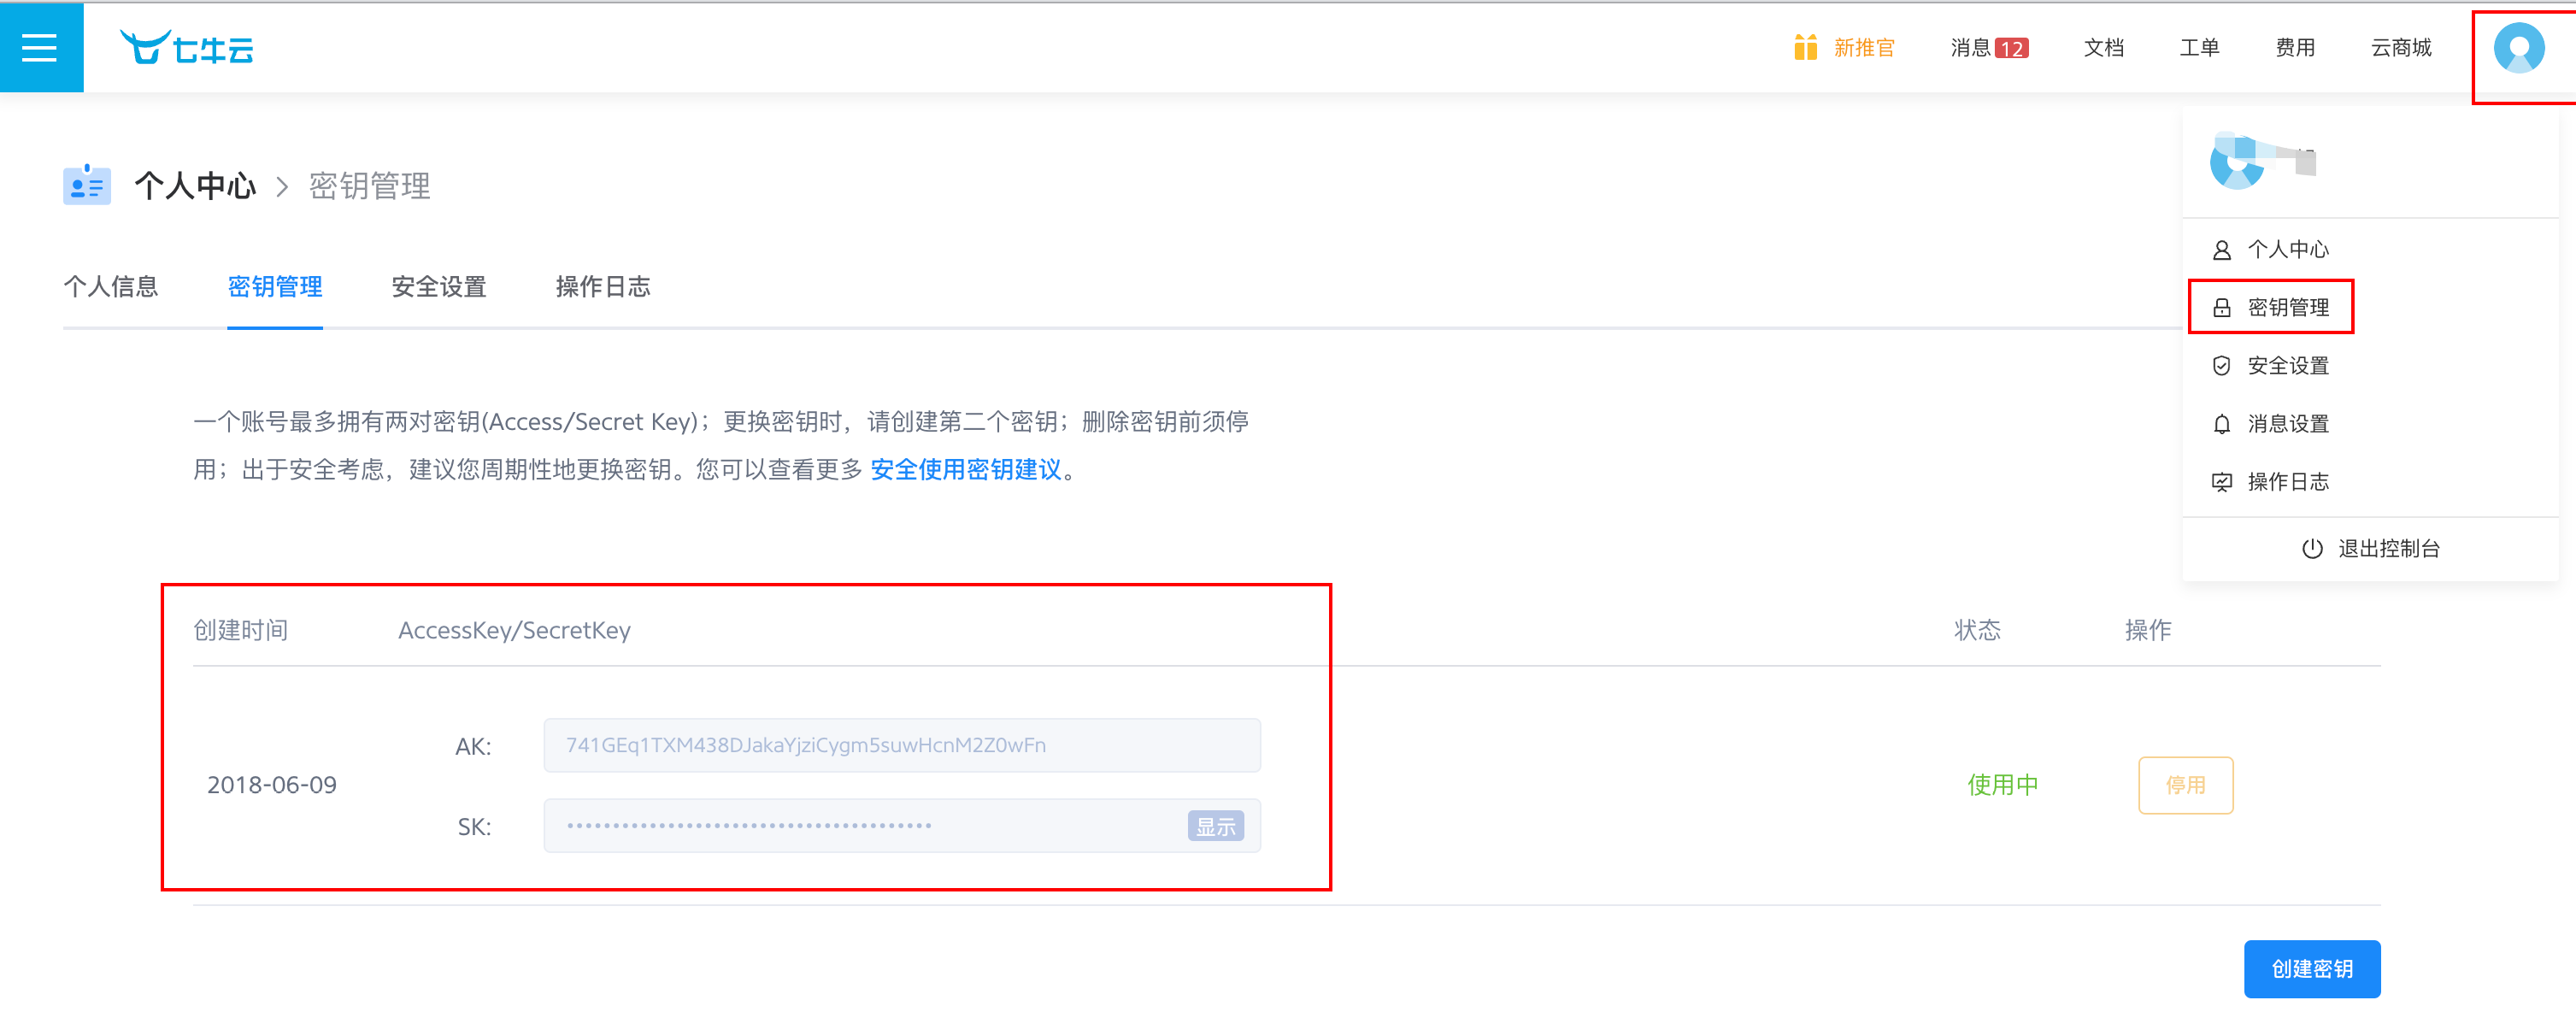 七牛云
新推官 消息 12 文档 工单 费用 云商城
个人中心 > 密钥管理
个人信息 密钥管理 安全设置 操作日志
一个账号最多拥有两对密钥(Access/Secret Key)；更换密钥时，请创建第二个密钥；删除密钥前须停
用；出于安全考虑，建议您周期性地更换密钥。您可以查看更多 安全使用密钥建议。
创建时间 AccessKey/SecretKey 状态 操作
2018-06-09
AK: 741GEq1TXM438DJakaYjziCygm5suwHcnM2Z0wFn
SK: •••••••••••••••••••••••••••••••••••••••• 显示
使用中 停用
创建密钥
个人中心
密钥管理
安全设置
消息设置
操作日志
退出控制台